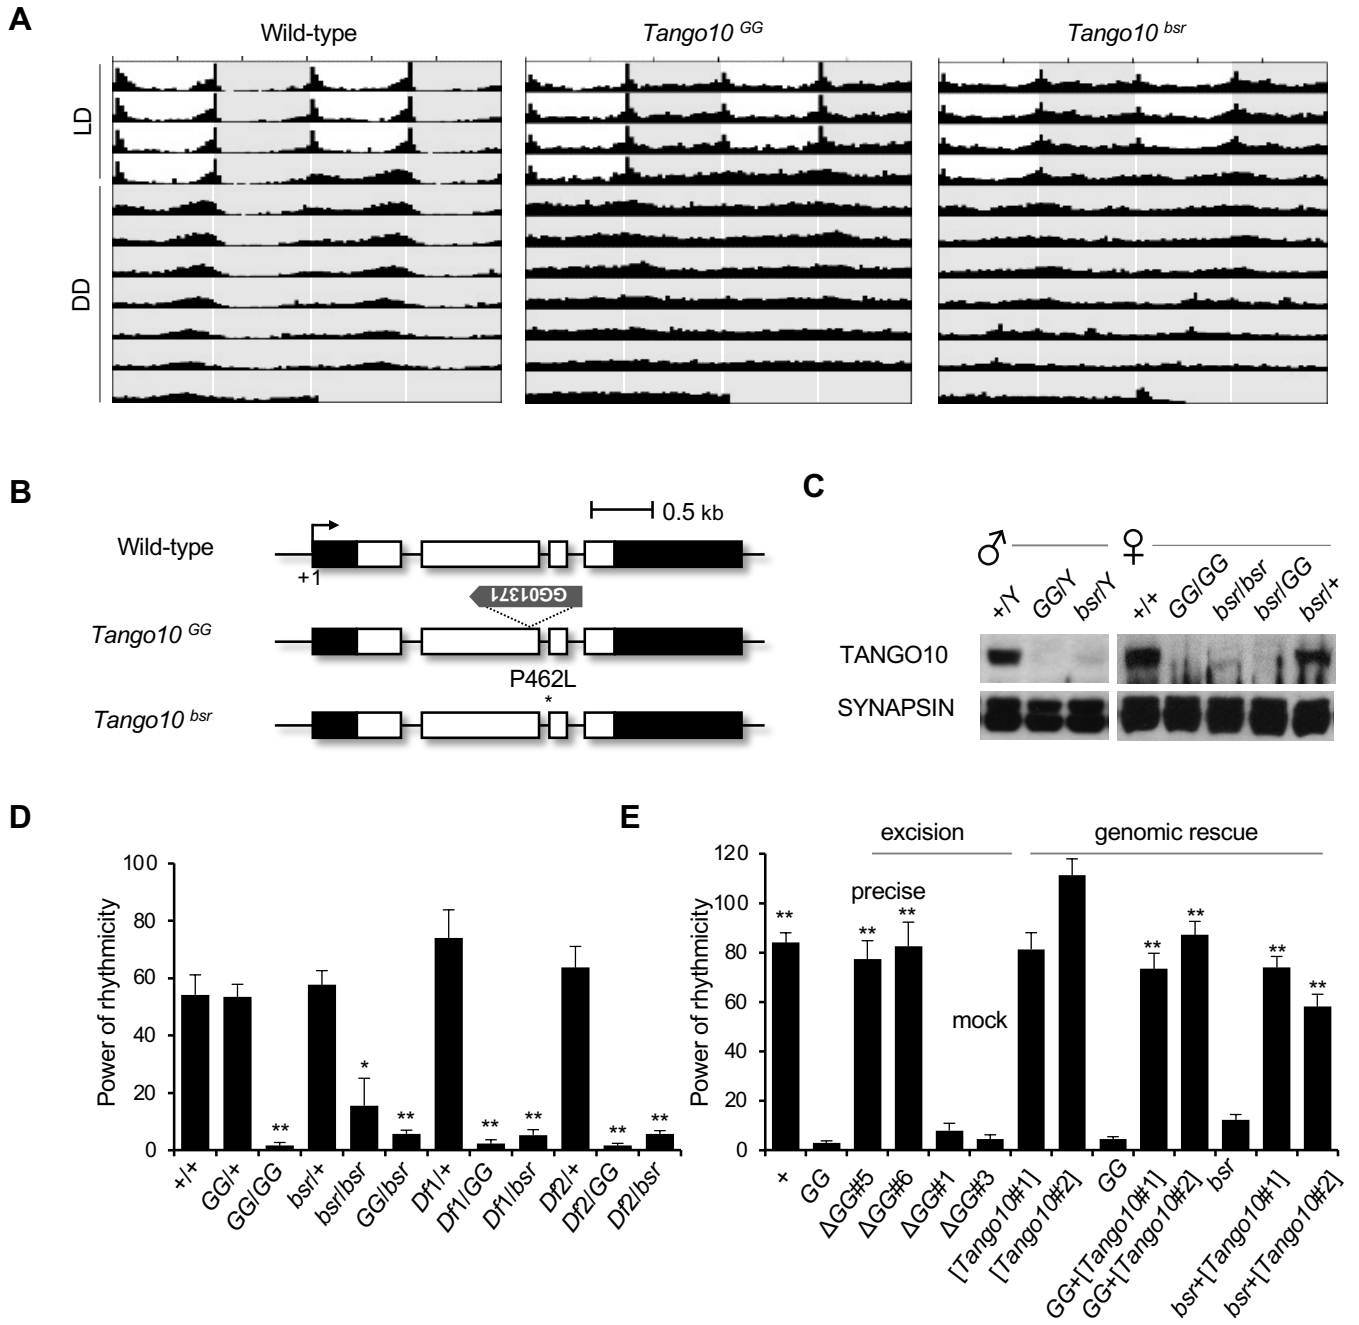 A
Wild-type
Tango10 GG
Tango10 bsr
LD
DD
B
0.5 kb
Wild-type
+1
GG01371
Tango10 GG
P462L
*
Tango10 bsr
C
♂ ♀
+/Y GG/Y bsr/Y +/+ GG/GG bsr/bsr bsr/GG bsr/+
TANGO10
SYNAPSIN
D
Power of rhythmicity
100
80
60
40
20
0
** * ** ** ** ** **
+/+ GG/+ GG/GG bsr/+ bsr/bsr GG/bsr Df1/+ Df1/GG Df1/bsr Df2/+ Df2/GG Df2/bsr
E
excision genomic rescue
precise
mock
Power of rhythmicity
120
100
80
60
40
20
0
** ** ** ** ** ** **
+ GG ΔGG#5 ΔGG#6 ΔGG#1 ΔGG#3 [Tango10#1] [Tango10#2] GG GG+[Tango10#1] GG+[Tango10#2] bsr bsr+[Tango10#1] bsr+[Tango10#2]